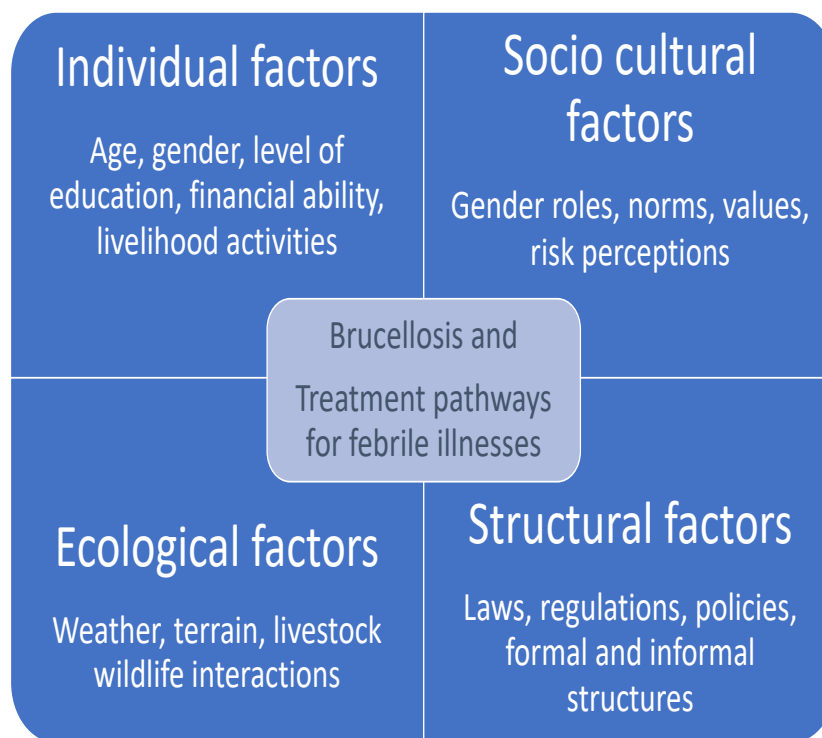 Individual factors
Age, gender, level of
education, financial ability,
livelihood activities
Socio cultural
factors
Gender roles, norms, values,
risk perceptions
Brucellosis and
Treatment pathways
for febrile illnesses
Ecological factors
Weather, terrain, livestock
wildlife interactions
Structural factors
Laws, regulations, policies,
formal and informal
structures